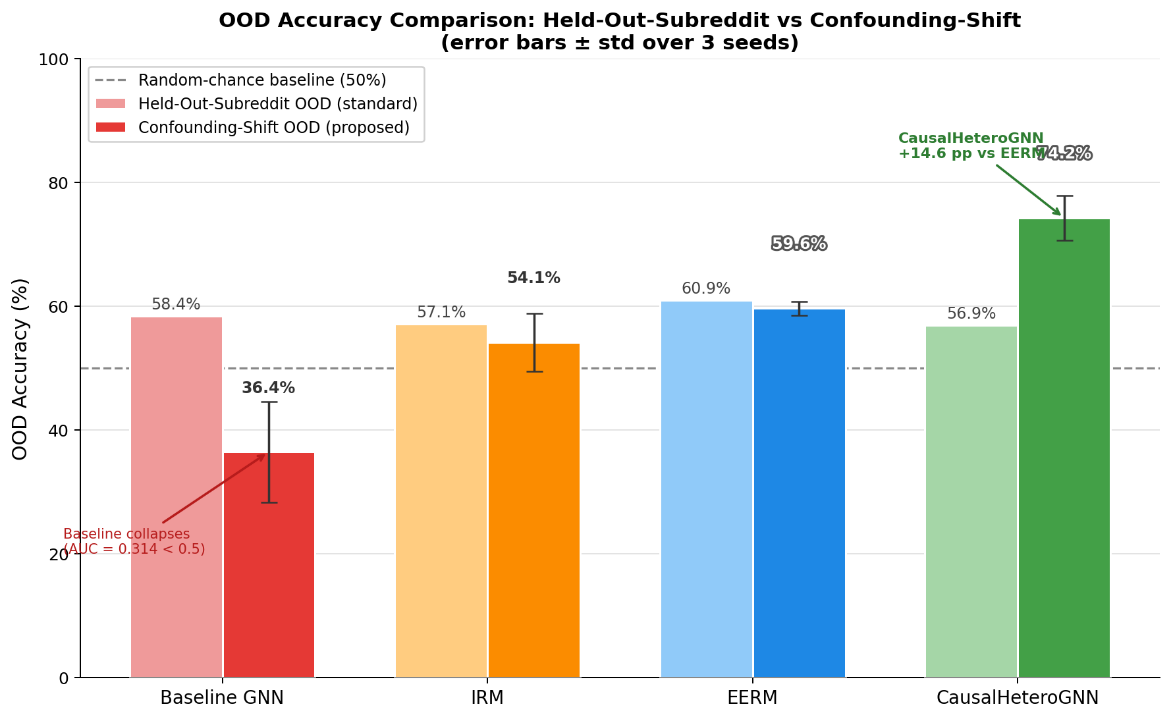 OOD Accuracy Comparison: Held-Out-Subreddit vs Confounding-Shift
(error bars ± std over 3 seeds)
Random-chance baseline (50%)
Held-Out-Subreddit OOD (standard)
Confounding-Shift OOD (proposed)
OOD Accuracy (%)
100
80
60
40
20
0
58.4%
36.4%
57.1%
54.1%
60.9%
59.6%
56.9%
74.2%
CausalHeteroGNN
+14.6 pp vs EERM
Baseline collapses
(AUC = 0.314 < 0.5)
Baseline GNN
IRM
EERM
CausalHeteroGNN